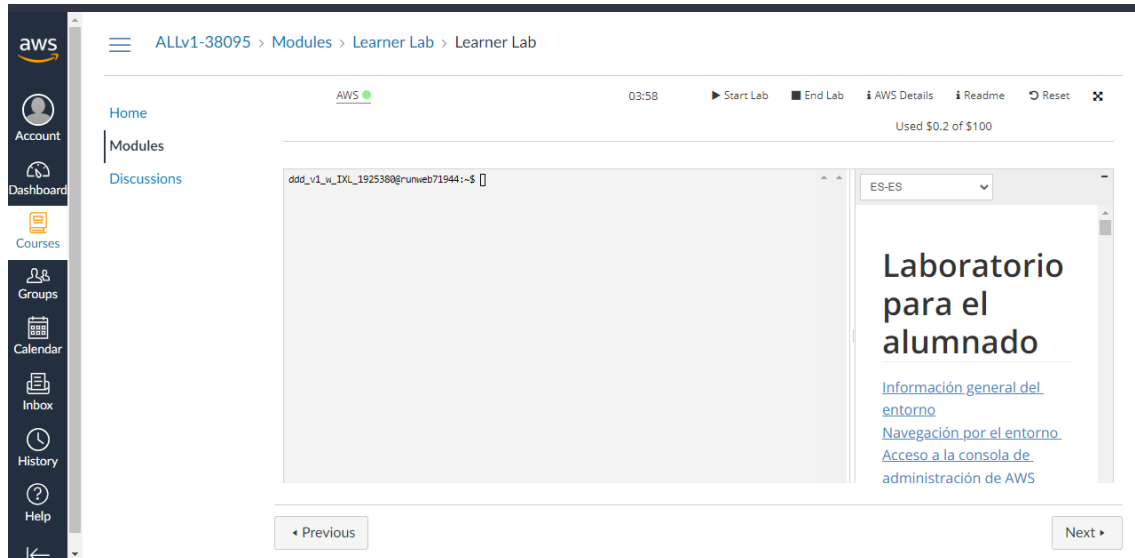 aws
ALLv1-38095 > Modules > Learner Lab > Learner Lab
Account
Dashboard
Courses
Groups
Calendar
Inbox
History
Help
Home
Modules
Discussions
AWS
03:58
Start Lab
End Lab
AWS Details
Readme
Reset
Used $0.2 of $100
ddd_v1_w_IXL_1925380@runweb71944:~$
ES-ES
Laboratorio
para el
alumnado
Información general del
entorno
Navegación por el entorno
Acceso a la consola de
administración de AWS
Previous
Next